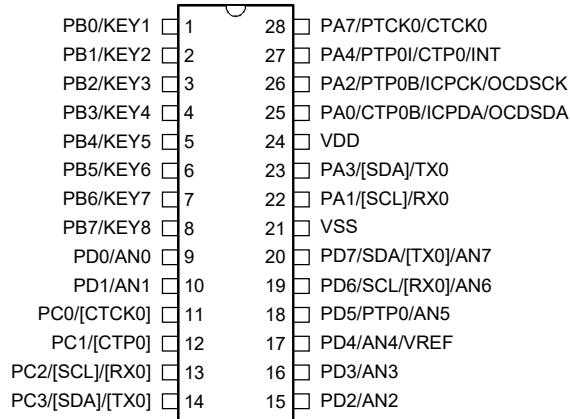 PB0/KEY1 1 28 PA7/PTCK0/CTCK0
PB1/KEY2 2 27 PA4/PTP0I/CTP0/INT
PB2/KEY3 3 26 PA2/PTP0B/ICPCK/OCDSCK
PB3/KEY4 4 25 PA0/CTP0B/ICPDA/OCDSDA
PB4/KEY5 5 24 VDD
PB5/KEY6 6 23 PA3/[SDA]/TX0
PB6/KEY7 7 22 PA1/[SCL]/RX0
PB7/KEY8 8 21 VSS
PD0/AN0 9 20 PD7/SDA/[TX0]/AN7
PD1/AN1 10 19 PD6/SCL/[RX0]/AN6
PC0/[CTCK0] 11 18 PD5/PTP0/AN5
PC1/[CTP0] 12 17 PD4/AN4/VREF
PC2/[SCL]/[RX0] 13 16 PD3/AN3
PC3/[SDA]/[TX0] 14 15 PD2/AN2